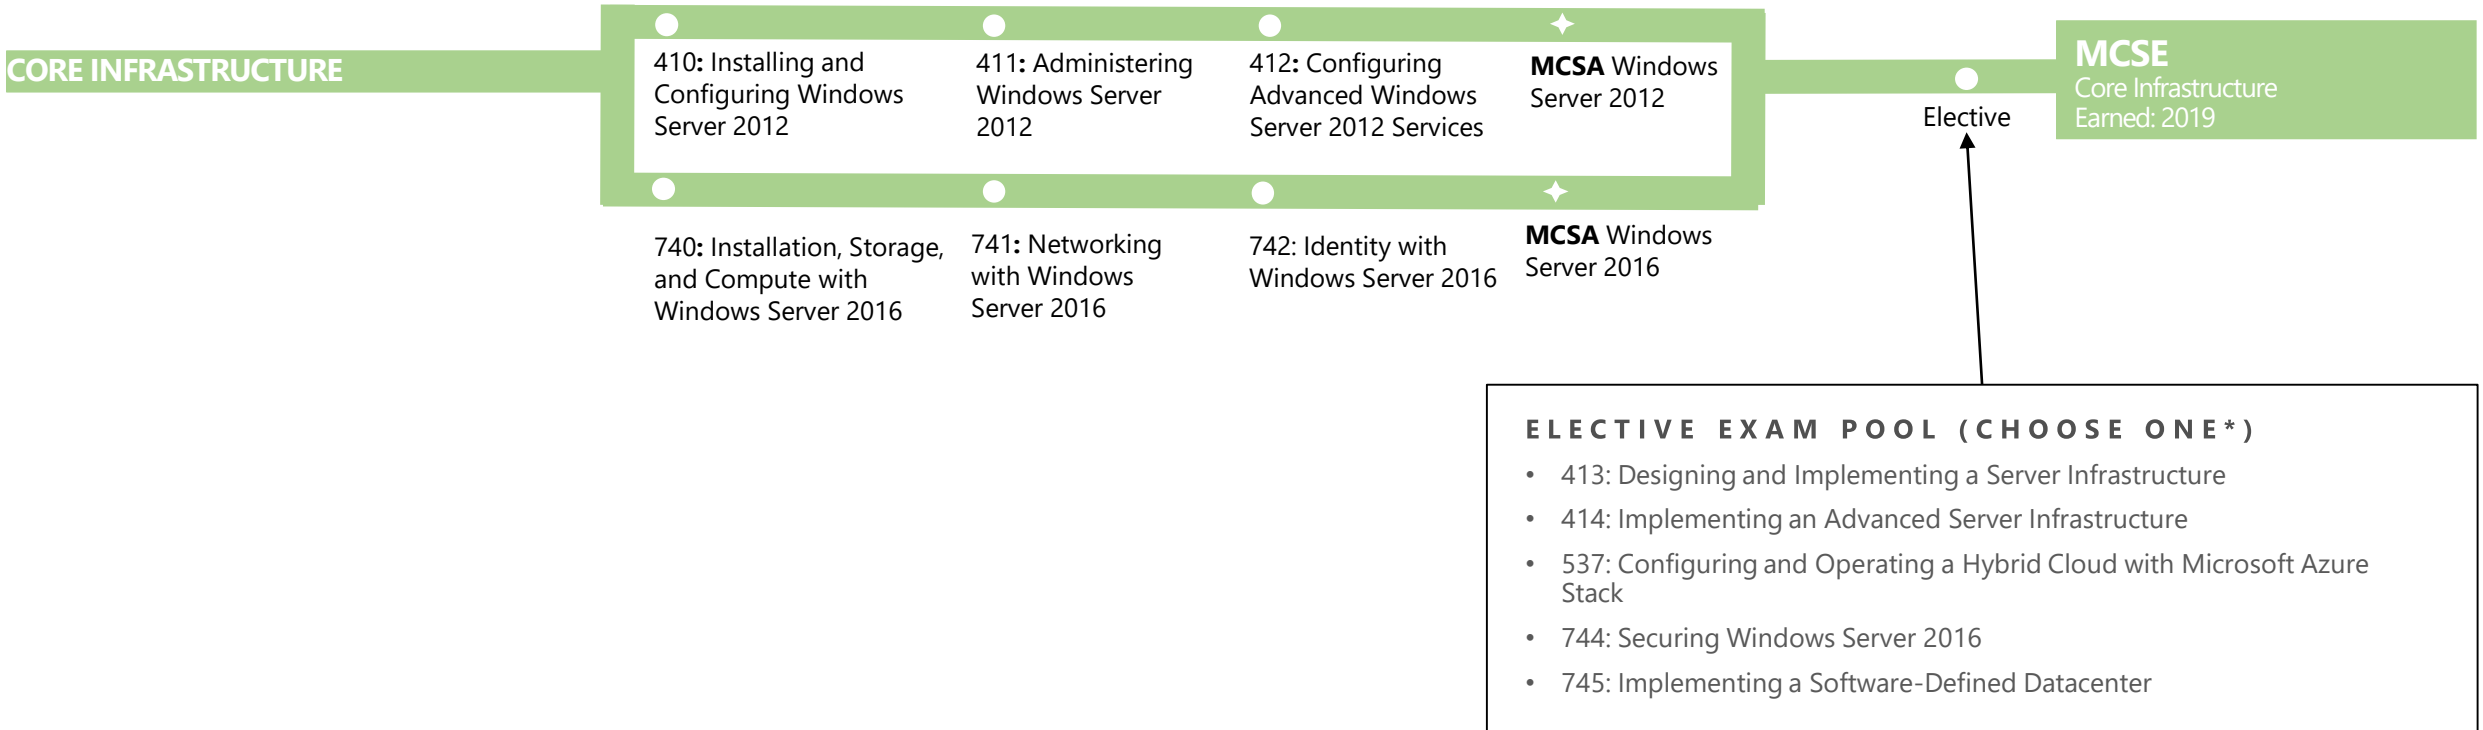 CORE INFRASTRUCTURE
410: Installing and
Configuring Windows
Server 2012
411: Administering
Windows Server
2012
412: Configuring
Advanced Windows
Server 2012 Services
MCSA Windows
Server 2012
740: Installation, Storage,
and Compute with
Windows Server 2016
741: Networking
with Windows
Server 2016
742: Identity with
Windows Server 2016
MCSA Windows
Server 2016
Elective
MCSE
Core Infrastructure
Earned: 2019
ELECTIVE EXAM POOL (CHOOSE ONE*)
• 413: Designing and Implementing a Server Infrastructure
• 414: Implementing an Advanced Server Infrastructure
• 537: Configuring and Operating a Hybrid Cloud with Microsoft Azure
Stack
• 744: Securing Windows Server 2016
• 745: Implementing a Software-Defined Datacenter